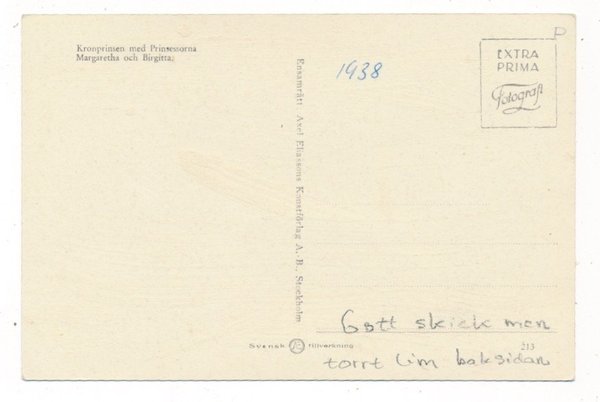 Kronprinsen med Prinsessorna
Margaretha och Birgitta.
Ensamrätt Axel Eliassons Konstförlag A.-B., Stockholm
1938
P
EXTRA
PRIMA
Fotografi
Gott skick men
torrt lim baksidan
Svensk tillverkning
213